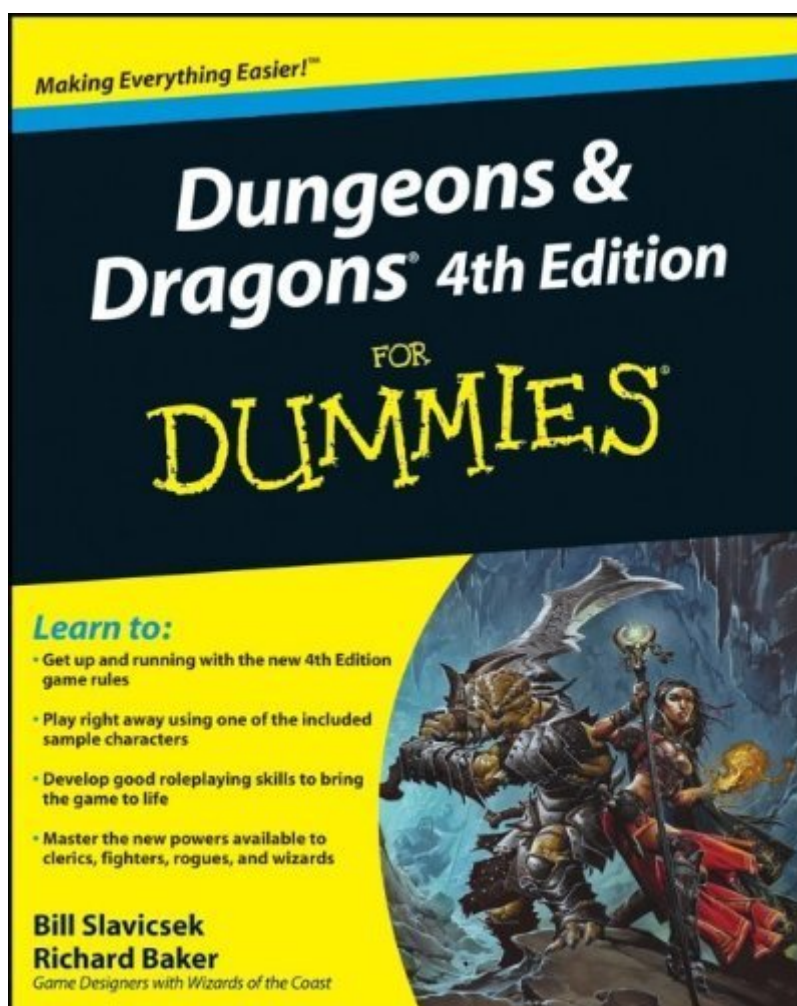 Making Everything Easier!™
Dungeons &
Dragons® 4th Edition
FOR
DUMMIES®
Learn to:
• Get up and running with the new 4th Edition
game rules
• Play right away using one of the included
sample characters
• Develop good roleplaying skills to bring
the game to life
• Master the new powers available to
clerics, fighters, rogues, and wizards
Bill Slavicsek
Richard Baker
Game Designers with Wizards of the Coast